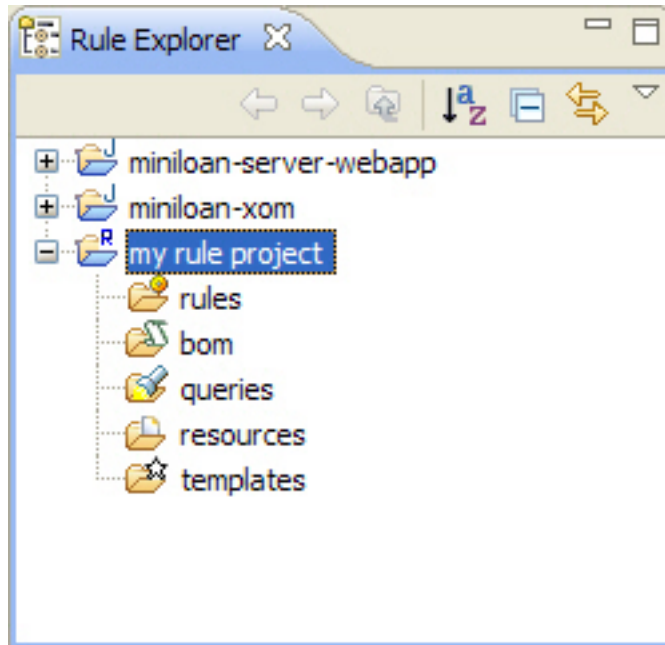 Rule Explorer
miniloan-server-webapp
miniloan-xom
my rule project
rules
bom
queries
resources
templates